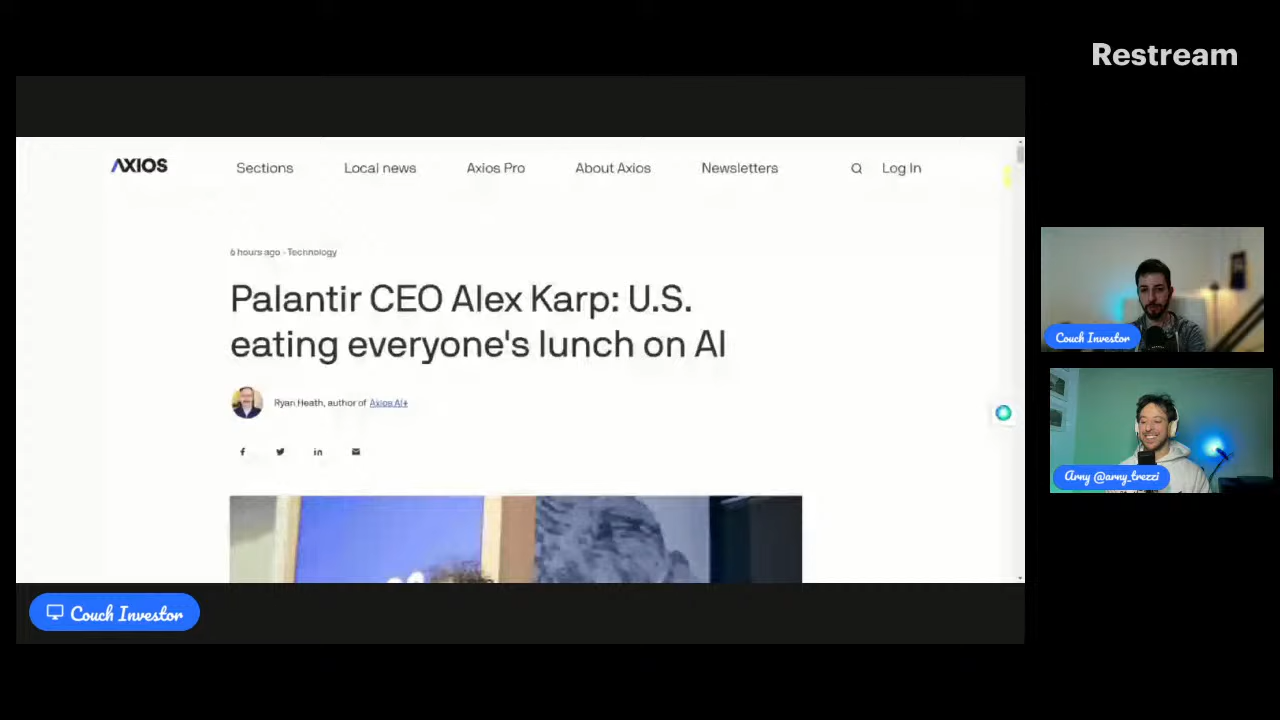 Restream
AXIOS
Sections
Local news
Axios Pro
About Axios
Newsletters
Log In
6 hours ago - Technology
Palantir CEO Alex Karp: U.S.
eating everyone's lunch on AI
Ryan Heath, author of Axios AI+
Couch Investor
Arny @arny_trezzi
Couch Investor